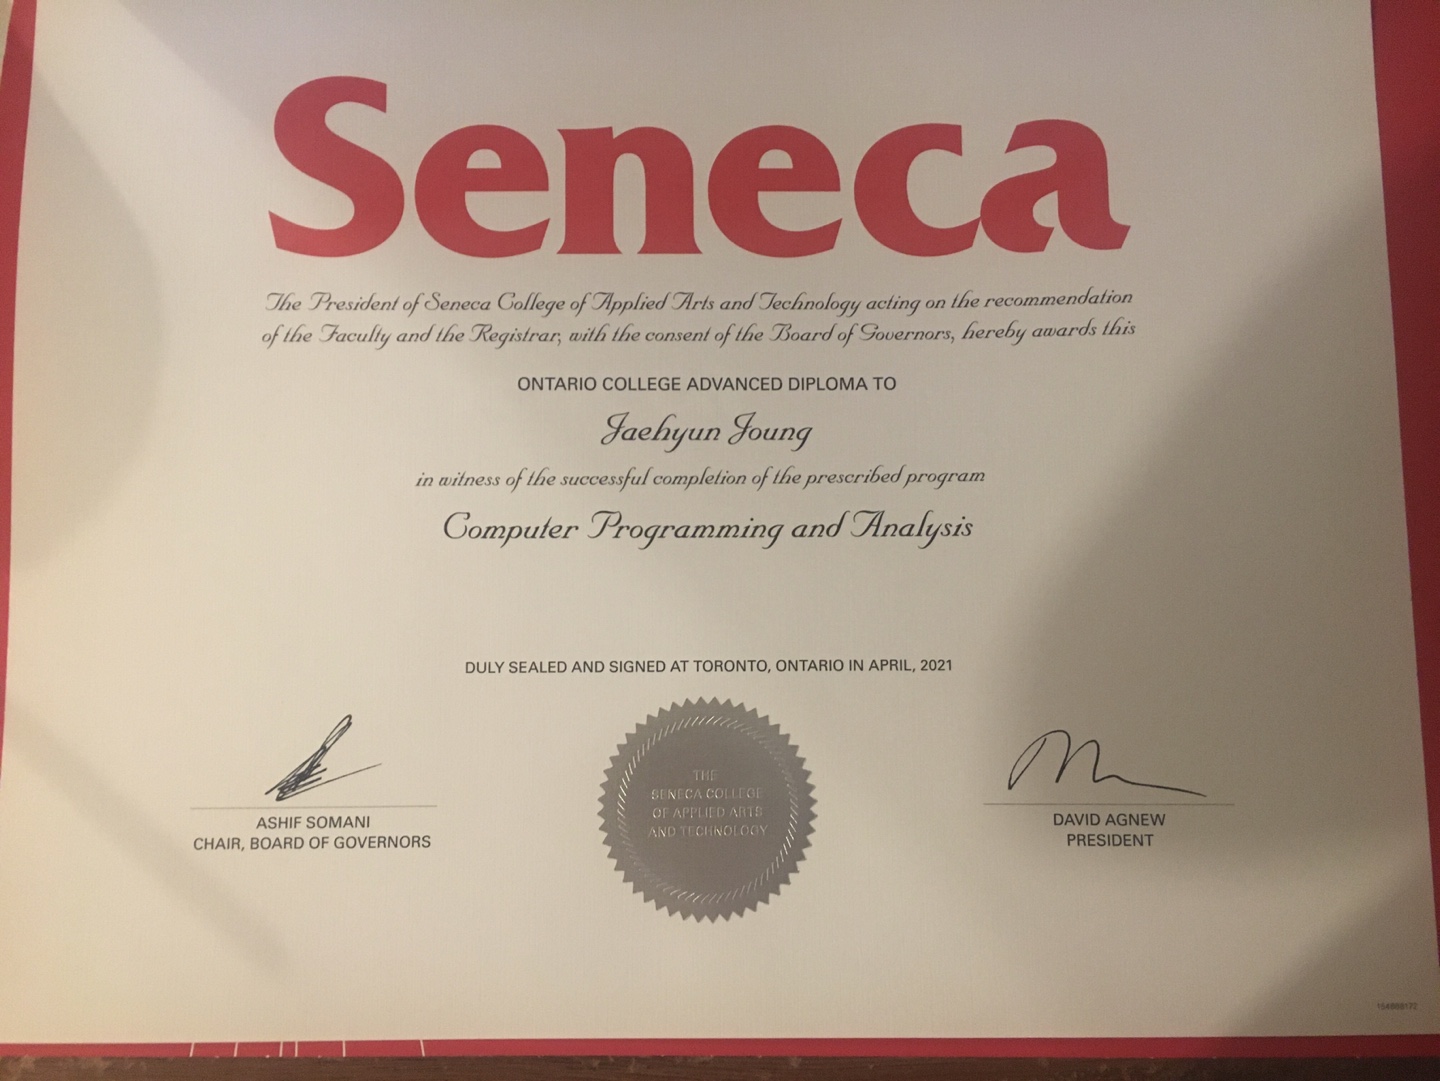 Seneca
The President of Seneca College of Applied Arts and Technology acting on the recommendation
of the Faculty and the Registrar, with the consent of the Board of Governors, hereby awards this
ONTARIO COLLEGE ADVANCED DIPLOMA TO
Jaehyun Joung
in witness of the successful completion of the prescribed program
Computer Programming and Analysis
DULY SEALED AND SIGNED AT TORONTO, ONTARIO IN APRIL, 2021
THE
SENECA COLLEGE
OF APPLIED ARTS
AND TECHNOLOGY
ASHIF SOMANI
CHAIR, BOARD OF GOVERNORS
DAVID AGNEW
PRESIDENT